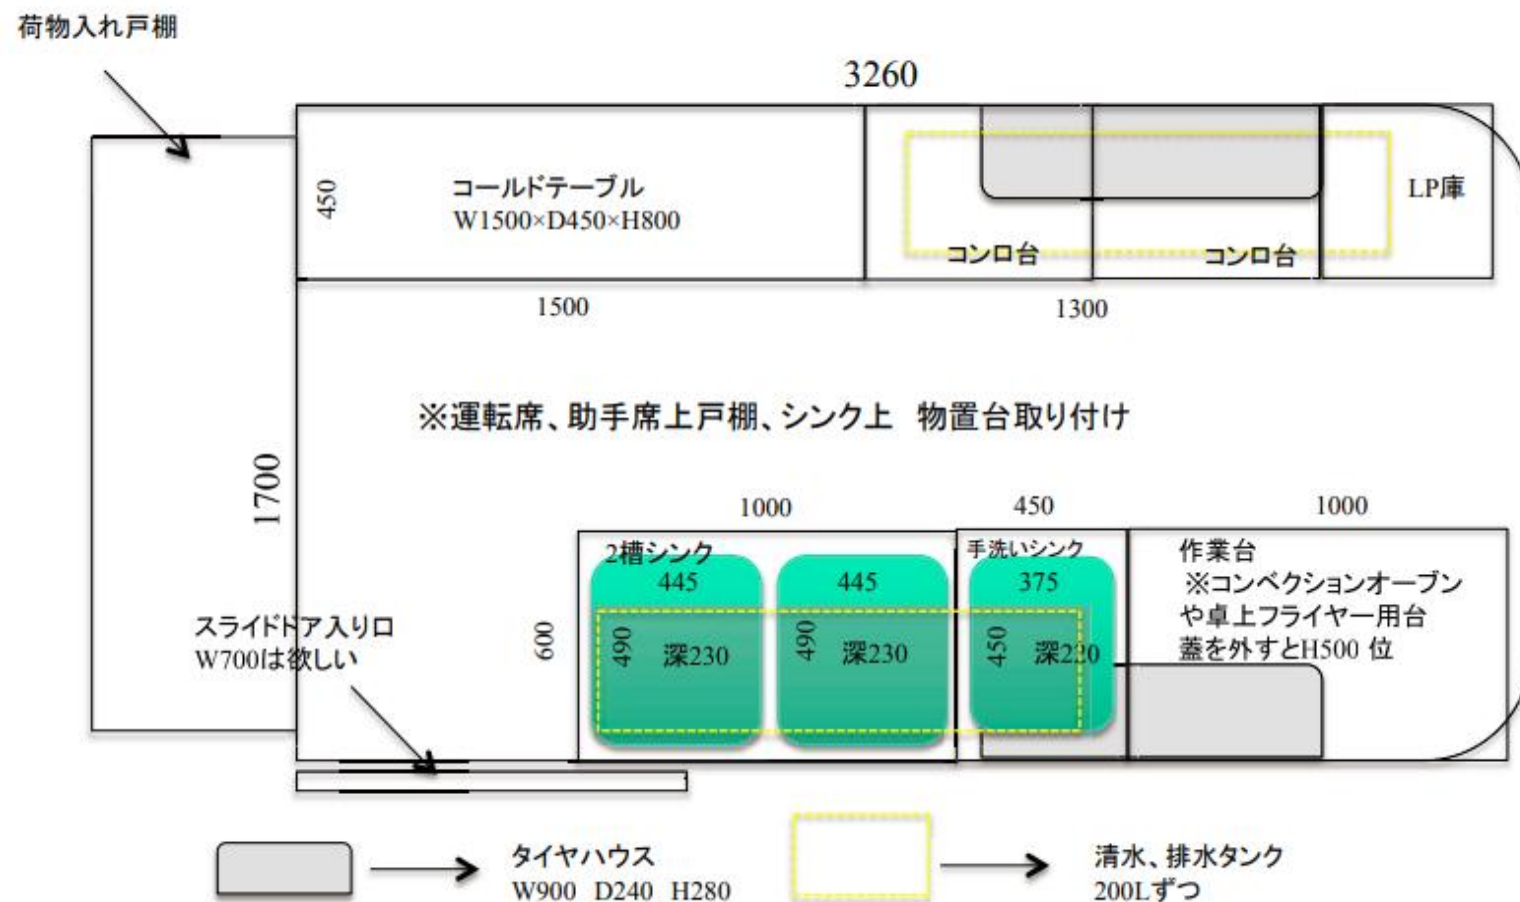 荷物入れ戸棚
3260
450
コールドテーブル
W1500×D450×H800
LP庫
コンロ台
コンロ台
1500
1300
※運転席、助手席上戸棚、シンク上 物置台取り付け
1700
1000
450
1000
2槽シンク
445
445
手洗いシンク
375
作業台
※コンベクションオーブン
や卓上フライヤー用台
蓋を外すとH500 位
スライドドア入り口
W700は欲しい
600
490
深230
490
深230
450
深220
タイヤハウス
W900 D240 H280
清水、排水タンク
200Lずつ